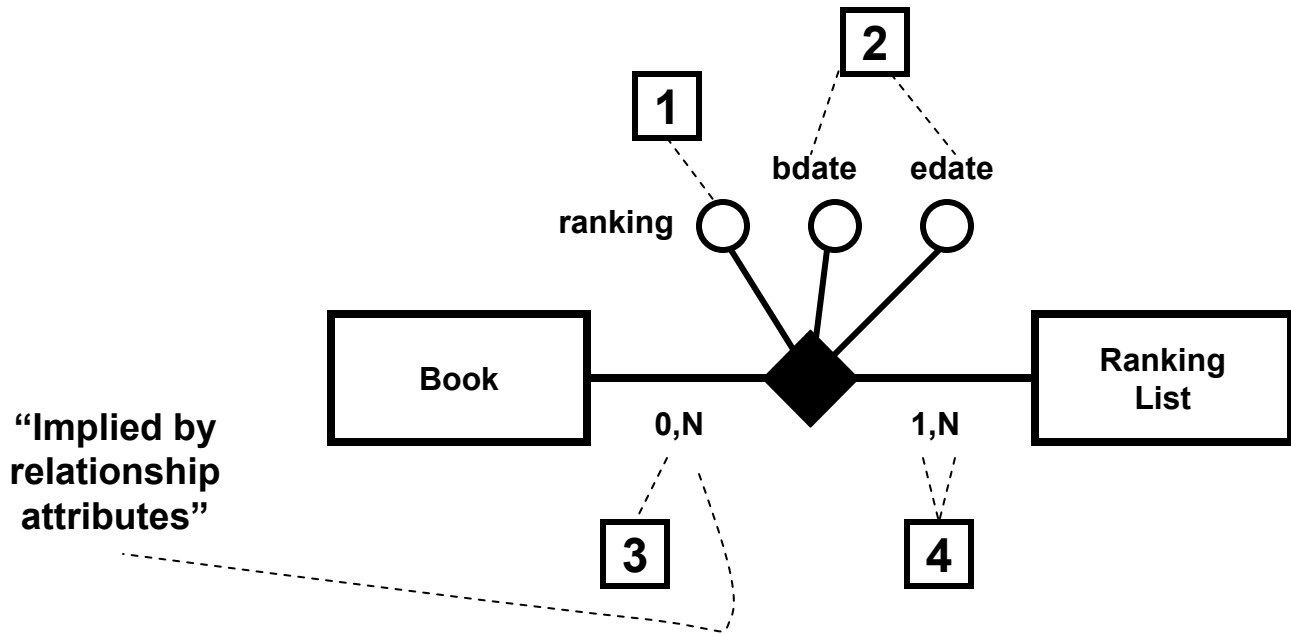 2
1
bdate edate
ranking
Book
Ranking
List
0,N
1,N
“Implied by
relationship
attributes”
3
4